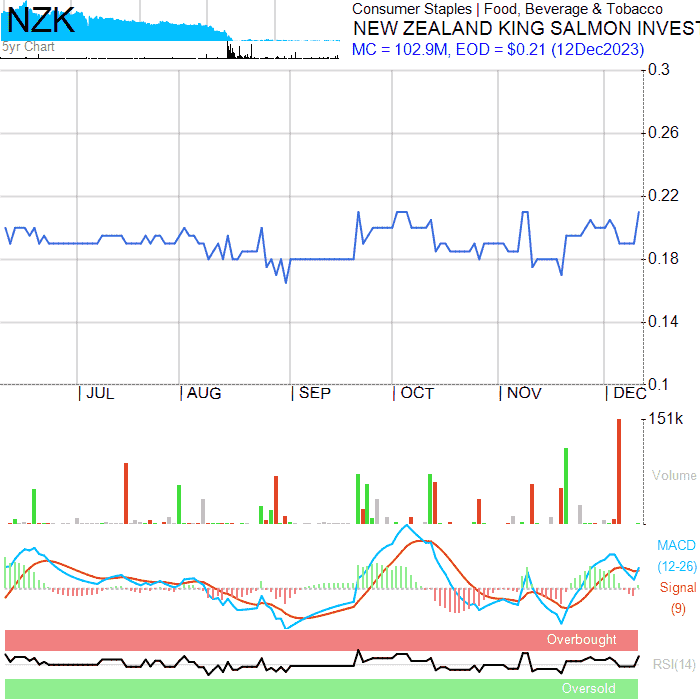 NZK
5yr Chart
Consumer Staples | Food, Beverage & Tobacco
NEW ZEALAND KING SALMON INVEST
MC = 102.9M, EOD = $0.21 (12Dec2023)
0.3
0.26
0.22
0.18
0.14
0.1
| JUL | AUG | SEP | OCT | NOV | DEC
151k
Volume
MACD
(12-26)
Signal
(9)
Overbought
RSI(14)
Oversold